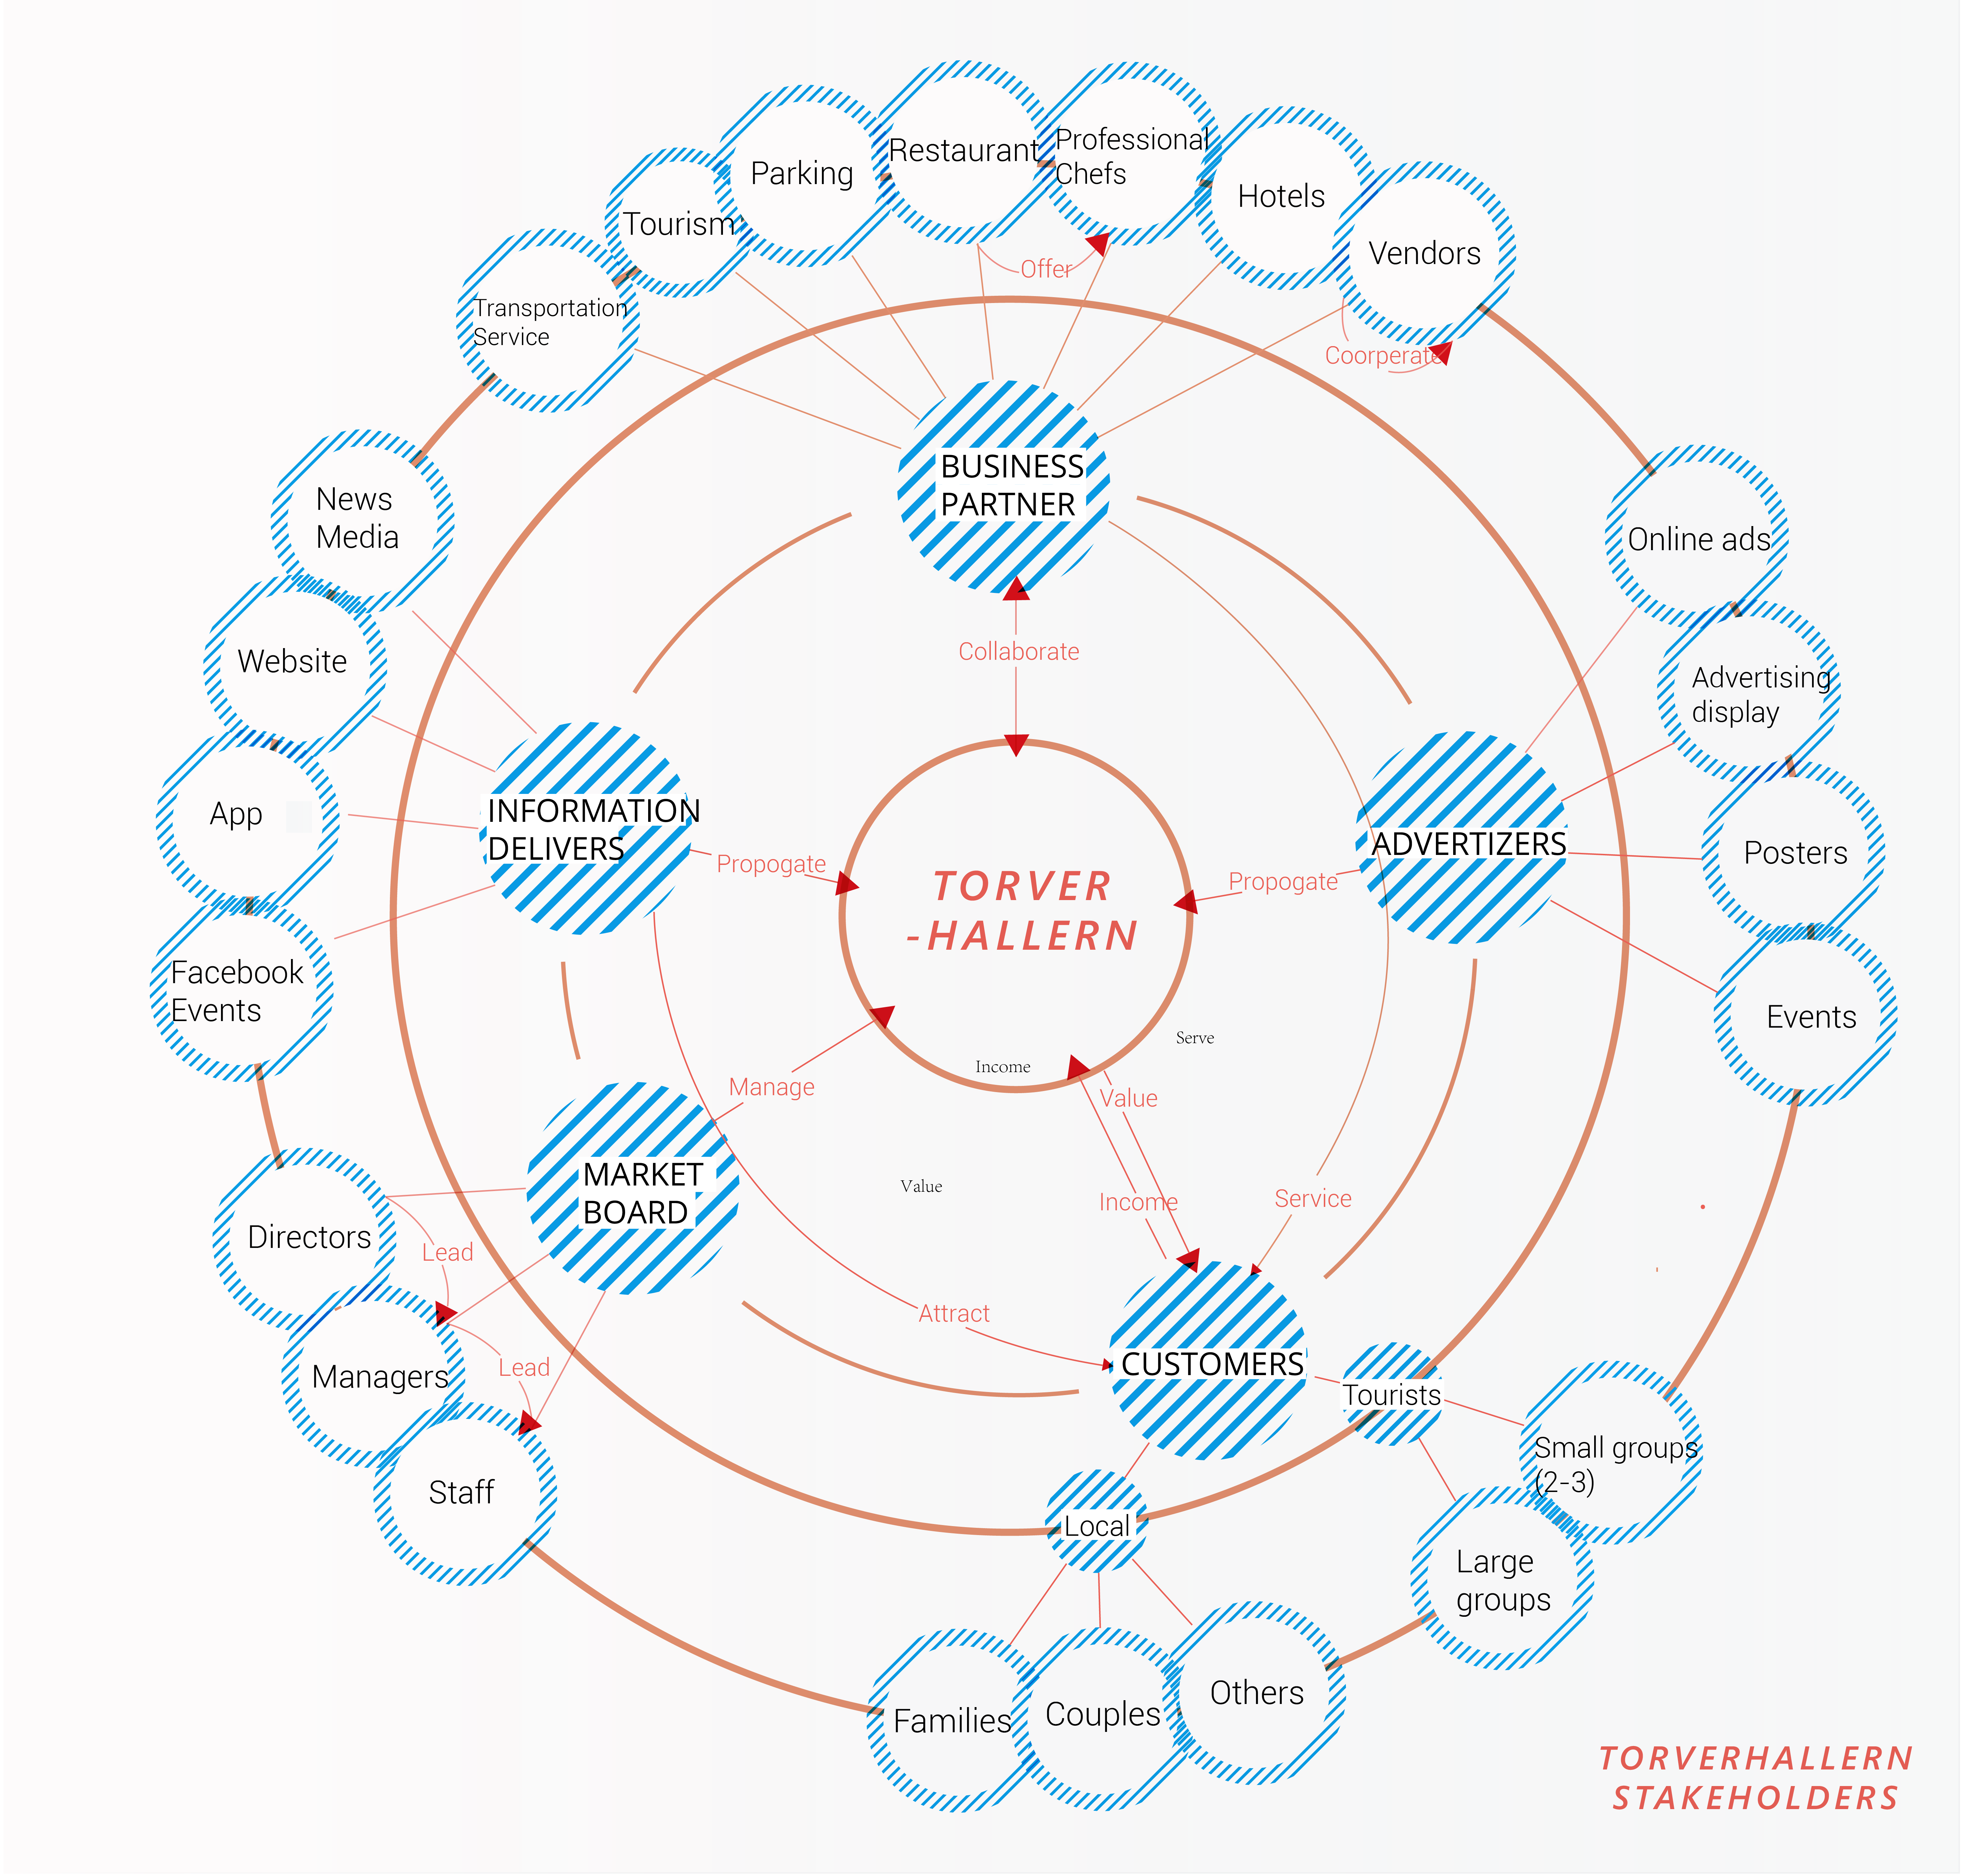 Restaurant
Professional
Chefs
Parking
Hotels
Tourism
Vendors
Offer
Transportation
Service
Coorperate
BUSINESS
PARTNER
News
Media
Online ads
Website
Collaborate
Advertising
display
App
INFORMATION
DELIVERS
Propogate
TORVER
-HALLERN
Propogate
ADVERTIZERS
Posters
Facebook
Events
Events
Serve
Income
Manage
Value
MARKET
BOARD
Value
Income
Service
Directors
Lead
Attract
Managers
Lead
CUSTOMERS
Tourists
Small groups
(2-3)
Staff
Local
Large
groups
Families
Couples
Others
TORVERHALLERN
STAKEHOLDERS